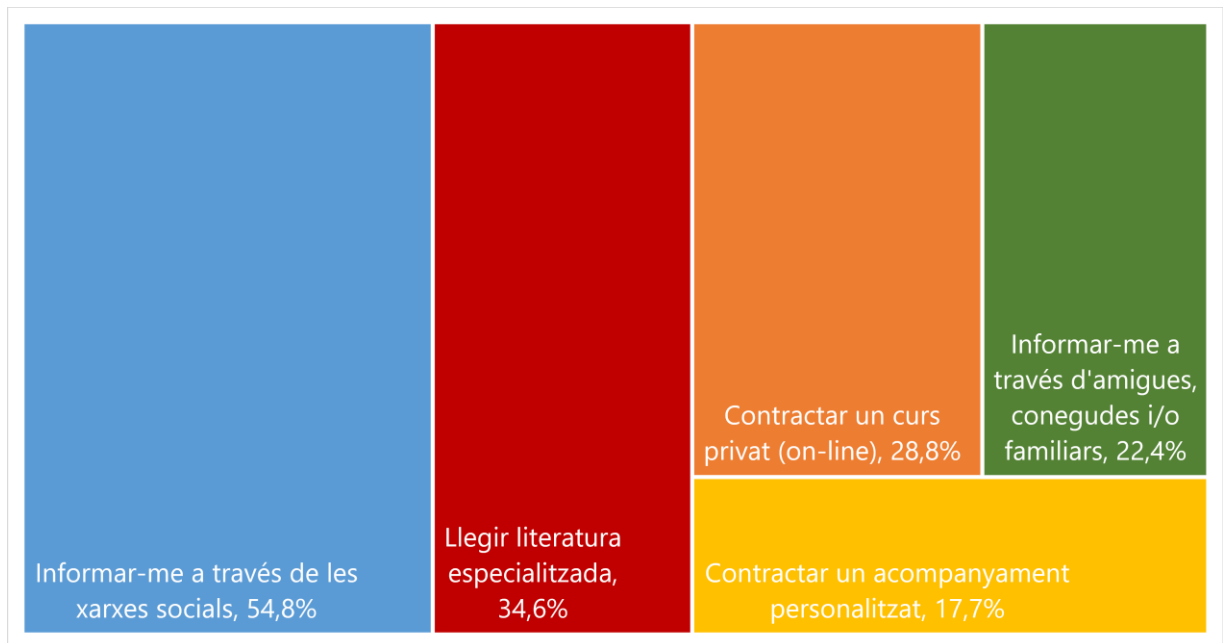 Informar-me a través de les
xarxes socials, 54,8%
Llegir literatura
especialitzada,
34,6%
Contractar un curs
privat (on-line), 28,8%
Informar-me a
través d'amigues,
conegudes i/o
familiars, 22,4%
Contractar un acompanyament
personalitzat, 17,7%